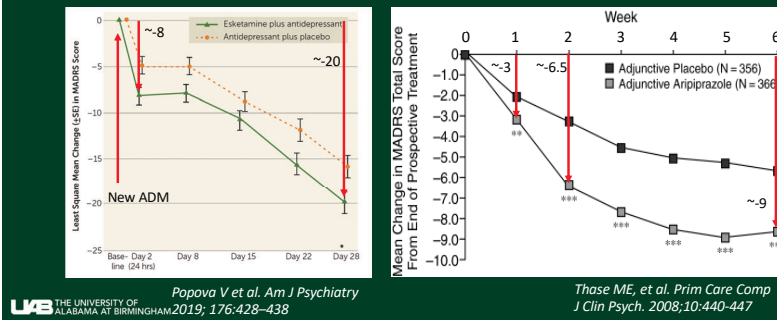 Least Square Mean Change (±SE) in MADRS Score
0
−5
−10
−15
−20
−25
Esketamine plus antidepressant
Antidepressant plus placebo
~-8
~-20
New ADM
*
Base-
line
Day 2
(24 hrs)
Day 8
Day 15
Day 22
Day 28
Week
0 1 2 3 4 5 6
Mean Change in MADRS Total Score
From End of Prospective Treatment
0
−1.0
−2.0
−3.0
−4.0
−5.0
−6.0
−7.0
−8.0
−9.0
−10.0
~-3
~-6.5
Adjunctive Placebo (N = 356)
Adjunctive Aripiprazole (N = 366
~-9
**
***
***
***
***
**
UAB THE UNIVERSITY OF
ALABAMA AT BIRMINGHAM
Popova V et al. Am J Psychiatry
2019; 176:428–438
Thase ME, et al. Prim Care Comp
J Clin Psych. 2008;10:440-447